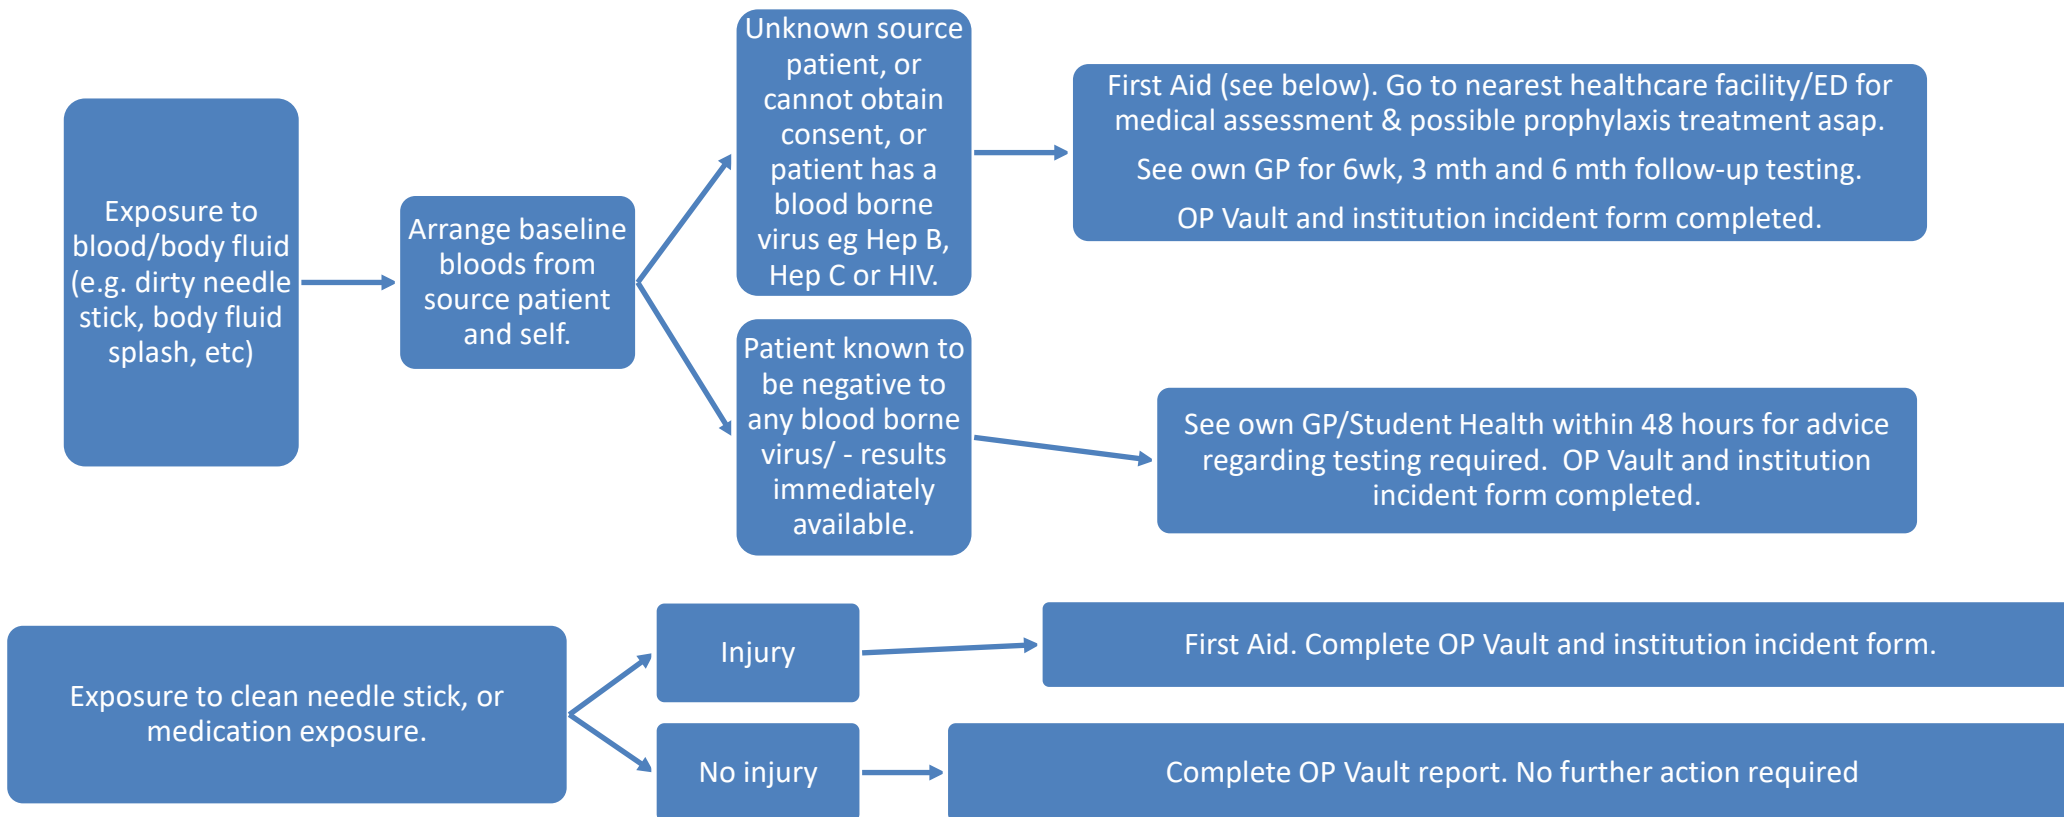 Exposure to
blood/body fluid
(e.g. dirty needle
stick, body fluid
splash, etc)
Arrange baseline
bloods from
source patient
and self.
Unknown source
patient, or
cannot obtain
consent, or
patient has a
blood borne
virus eg Hep B,
Hep C or HIV.
First Aid (see below). Go to nearest healthcare facility/ED for
medical assessment & possible prophylaxis treatment asap.
See own GP for 6wk, 3 mth and 6 mth follow-up testing.
OP Vault and institution incident form completed.
Patient known to
be negative to
any blood borne
virus/ - results
immediately
available.
See own GP/Student Health within 48 hours for advice
regarding testing required.  OP Vault and institution
incident form completed.
Exposure to clean needle stick, or
medication exposure.
Injury
First Aid. Complete OP Vault and institution incident form.
No injury
Complete OP Vault report. No further action required